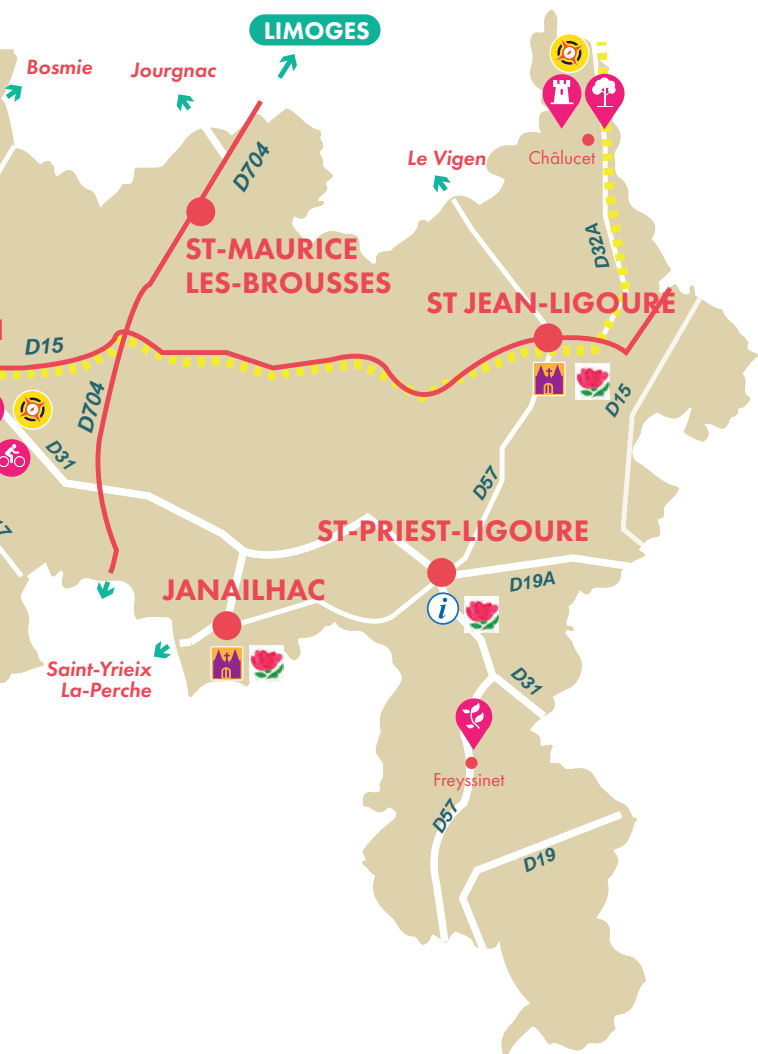 LIMOGES
Bosmie
Jourgnac
D704
Le Vigen
Châlucet
D32A
ST-MAURICE
LES-BROUSSES
ST JEAN-LIGOURE
D15
D704
D15
D31
D57
ST-PRIEST-LIGOURE
D19A
JANAILHAC
i
Saint-Yrieix
La-Perche
D31
Freyssinet
D57
D19